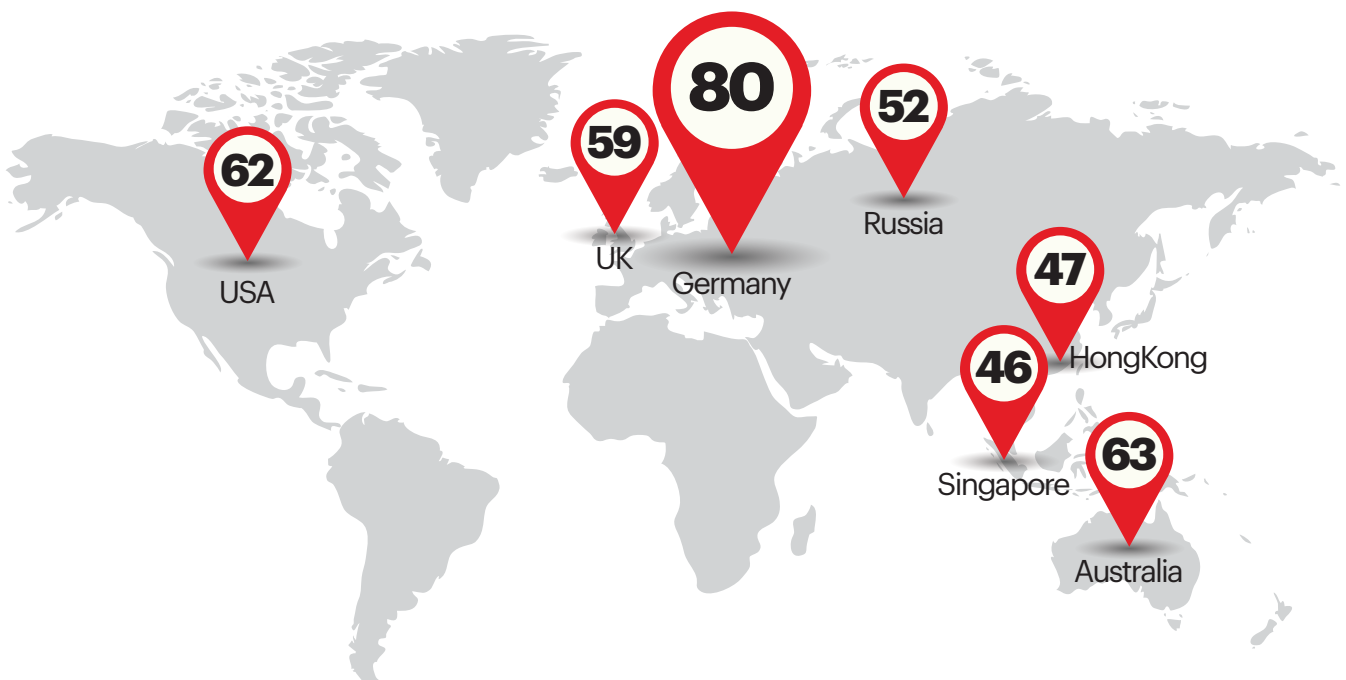 80
52
59
62
Russia
UK
47
Germany
USA
46
HongKong
63
Singapore
Australia